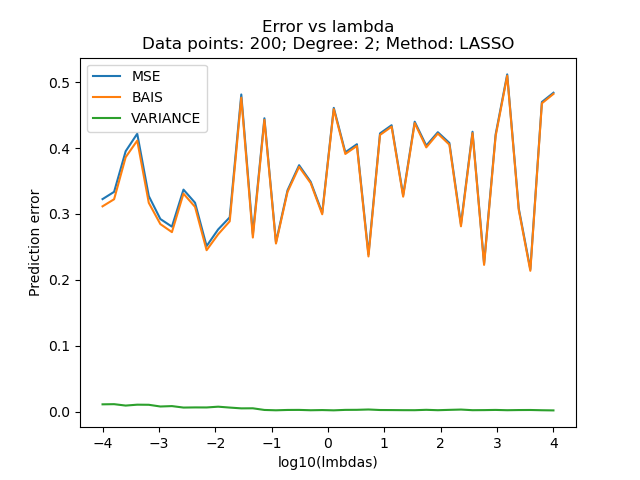 Error vs lambda
Data points: 200; Degree: 2; Method: LASSO
MSE
BAIS
VARIANCE
Prediction error
0.5
0.4
0.3
0.2
0.1
0.0
−4 −3 −2 −1 0 1 2 3 4
log10(lmbdas)